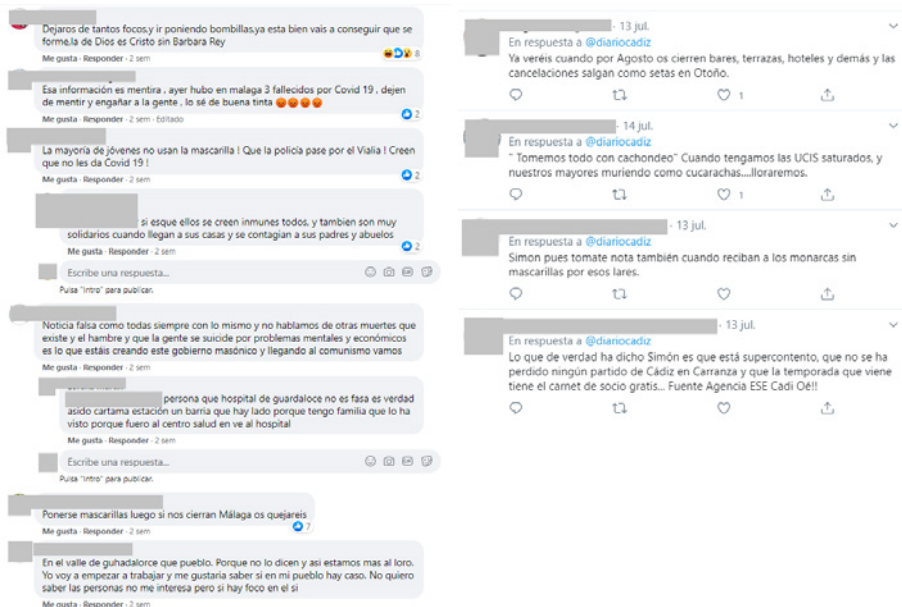 Dejaros de tantos focos,y ir poniendo bombillas,ya esta bien vais a conseguir que se
forme,la de Dios es Cristo sin Barbara Rey
Me gusta · Responder · 2 sem
8
Esa información es mentira , ayer hubo en malaga 3 fallecidos por Covid 19 , dejen
de mentir y engañar a la gente , lo sé de buena tinta 😡😡😡😡
Me gusta · Responder · 2 sem · Editado
2
La mayoría de jóvenes no usan la mascarilla ! Que la policía pase por el Vialia ! Creen
que no les da Covid 19 !
Me gusta · Responder · 2 sem
2
si esque ellos se creen inmunes todos, y tambien son muy
solidarios cuando llegan a sus casas y se contagian a sus padres y abuelos
Me gusta · Responder · 2 sem
2
Escribe una respuesta...
Pulsa "Intro" para publicar.
Noticia falsa como todas siempre con lo mismo y no hablamos de otras muertes que
existe y el hambre y que la gente se suicide por problemas mentales y económicos
es lo que estáis creando este gobierno masónico y llegando al comunismo vamos
persona que hospital de guardaloce no es fasa es verdad
asido cartama estación un barria que hay lado porque tengo familia que lo ha
visto porque fuero al centro salud en ve al hospital
Me gusta · Responder · 2 sem
Escribe una respuesta...
Pulsa "Intro" para publicar.
Ponerse mascarillas luego si nos cierran Málaga os quejareis
Me gusta · Responder · 2 sem
7
En el valle de guhadalorce que pueblo. Porque no lo dicen y asi estamos mas al loro.
Yo voy a empezar a trabajar y me gustaria saber si en mi pueblo hay caso. No quiero
saber las personas no me interesa pero si hay foco en el si
Me gusta · Responder · 2 sem
· 13 jul.
En respuesta a @diariocadiz
Ya veréis cuando por Agosto os cierren bares, terrazas, hoteles y demás y las
cancelaciones salgan como setas en Otoño.
1
· 14 jul.
En respuesta a @diariocadiz
¨ Tomemos todo con cachondeo¨ Cuando tengamos las UCIS saturados, y
nuestros mayores muriendo como cucarachas....lloraremos.
1
· 13 jul.
En respuesta a @diariocadiz
Simon pues tomate nota también cuando reciban a los monarcas sin
mascarillas por esos lares.
· 13 jul.
En respuesta a @diariocadiz
Lo que de verdad ha dicho Simón es que está supercontento, que no se ha
perdido ningún partido de Cádiz en Carranza y que la temporada que viene
tiene el carnet de socio gratis... Fuente Agencia ESE Cadi Oé!!